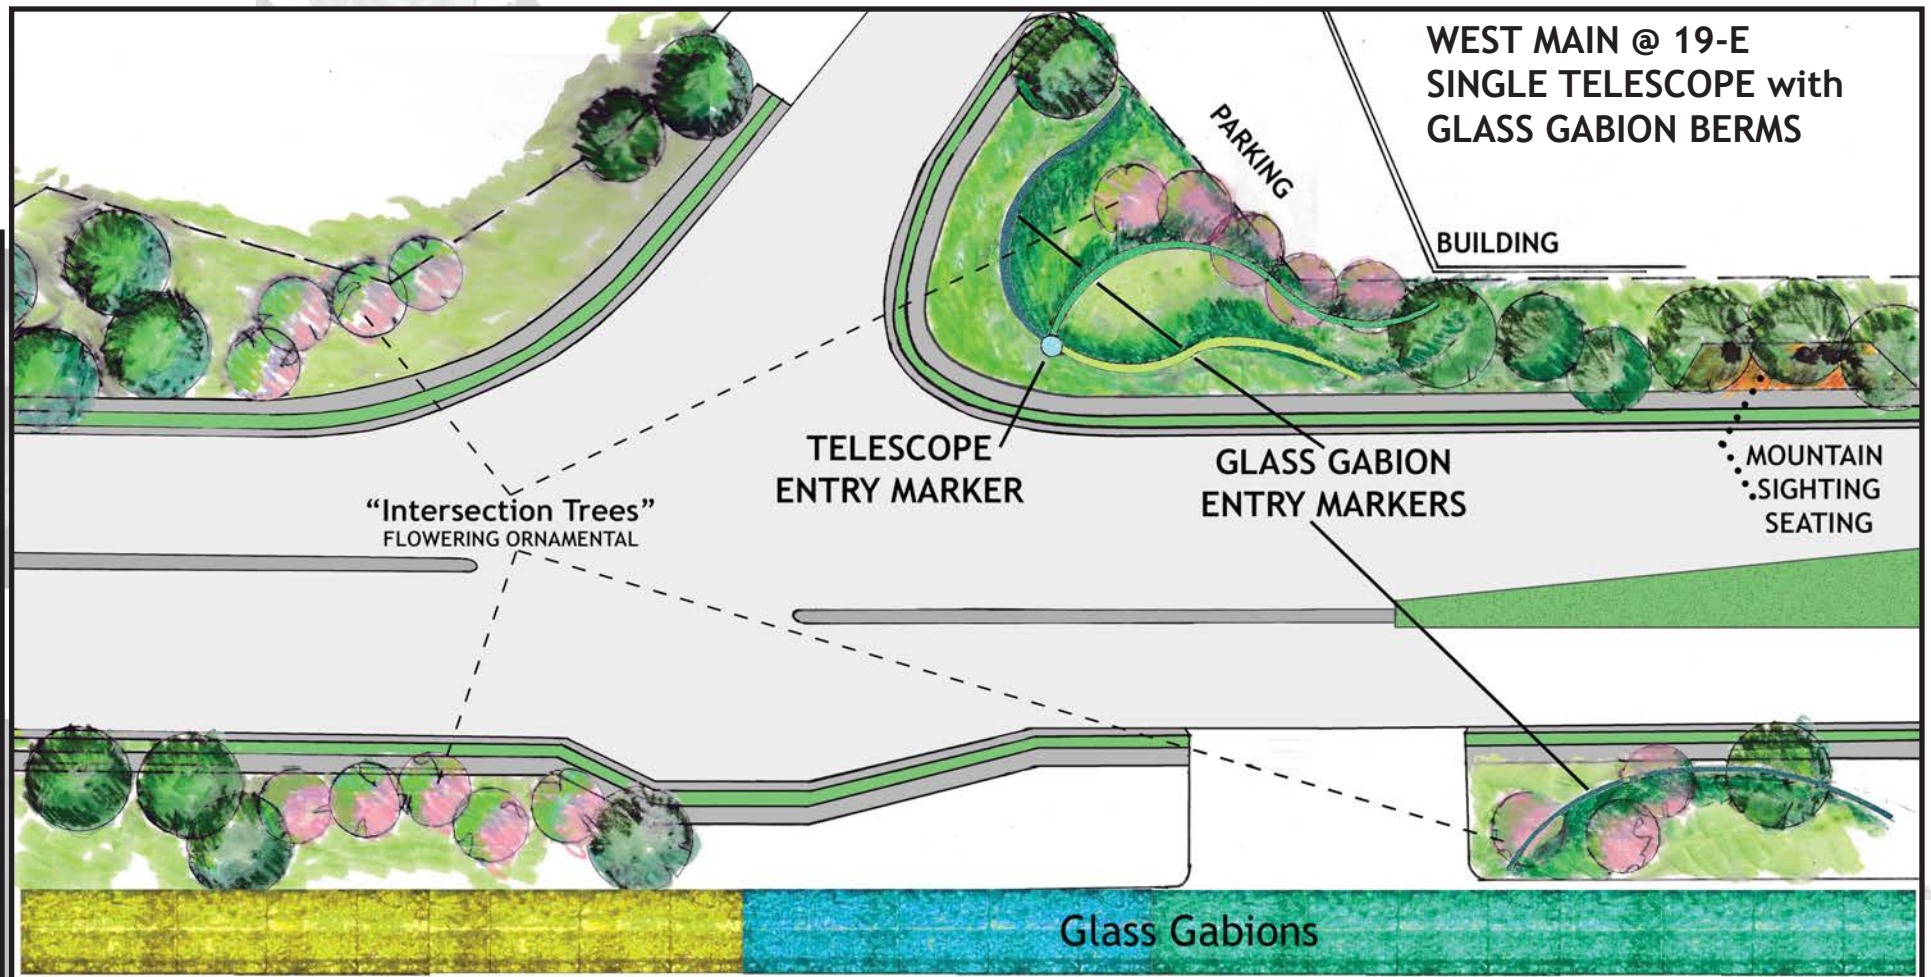 WEST MAIN @ 19-E
SINGLE TELESCOPE with
GLASS GABION BERMS
PARKING
BUILDING
TELESCOPE
ENTRY MARKER
GLASS GABION
ENTRY MARKERS
MOUNTAIN
SIGHTING
SEATING
“Intersection Trees”
FLOWERING ORNAMENTAL
Glass Gabions